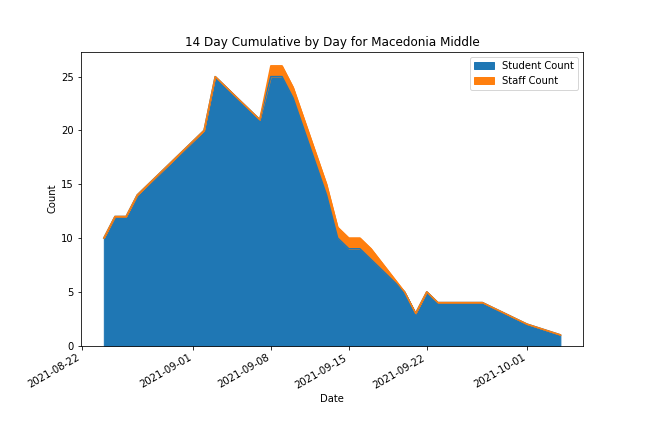 14 Day Cumulative by Day for Macedonia Middle
Student Count
Staff Count
Count
25
20
15
10
5
0
2021-08-22
2021-09-01
2021-09-08
2021-09-15
2021-09-22
2021-10-01
Date